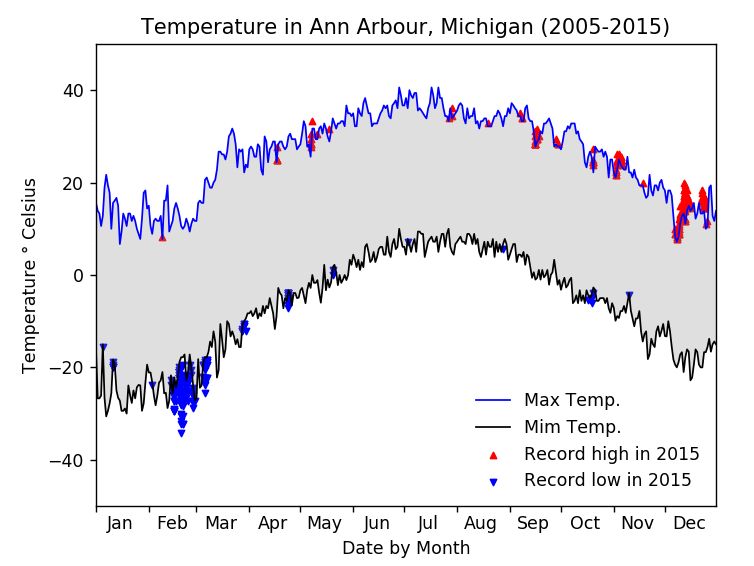 Temperature in Ann Arbour, Michigan (2005-2015)
Temperature ° Celsius
40
20
0
−20
−40
Max Temp.
Mim Temp.
Record high in 2015
Record low in 2015
Jan Feb Mar Apr May Jun Jul Aug Sep Oct Nov Dec
Date by Month